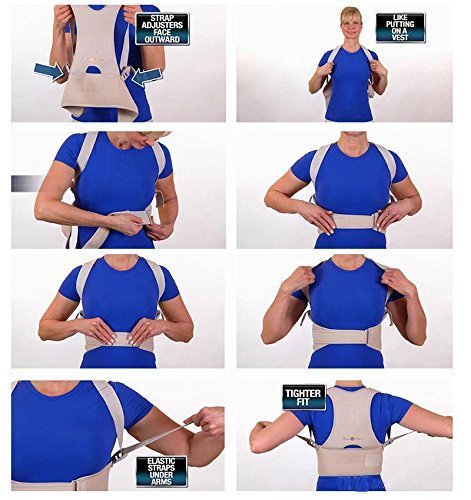 STRAP
ADJUSTERS
FACE
OUTWARD
LIKE
PUTTING
ON A
VEST
ELASTIC
STRAPS
UNDER
ARMS
TIGHTER
FIT